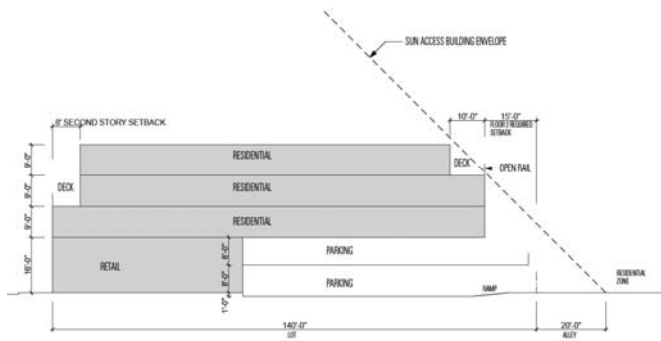 SUN ACCESS BUILDING ENVELOPE
8' SECOND STORY SETBACK
10'-0"
15'-0"
FLOOR 2 REQUIRED
SETBACK
9'-0"
RESIDENTIAL
DECK
OPEN RAIL
9'-0"
DECK
RESIDENTIAL
9'-0"
RESIDENTIAL
16'-0"
RETAIL
8'-0"
PARKING
8'-0"
PARKING
1'-0"
RAMP
RESIDENTIAL
ZONE
140'-0"
LOT
20'-0"
ALLEY